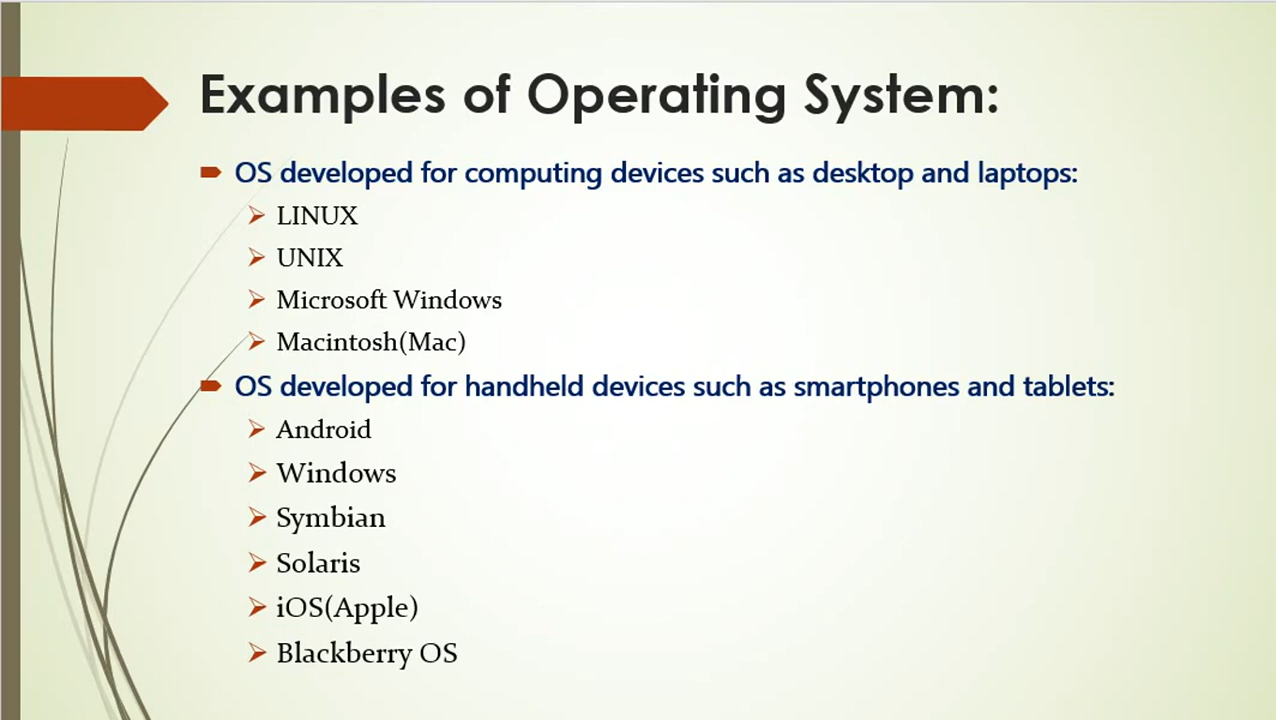 Examples of Operating System:
OS developed for computing devices such as desktop and laptops:
LINUX
UNIX
Microsoft Windows
Macintosh(Mac)
OS developed for handheld devices such as smartphones and tablets:
Android
Windows
Symbian
Solaris
iOS(Apple)
Blackberry OS